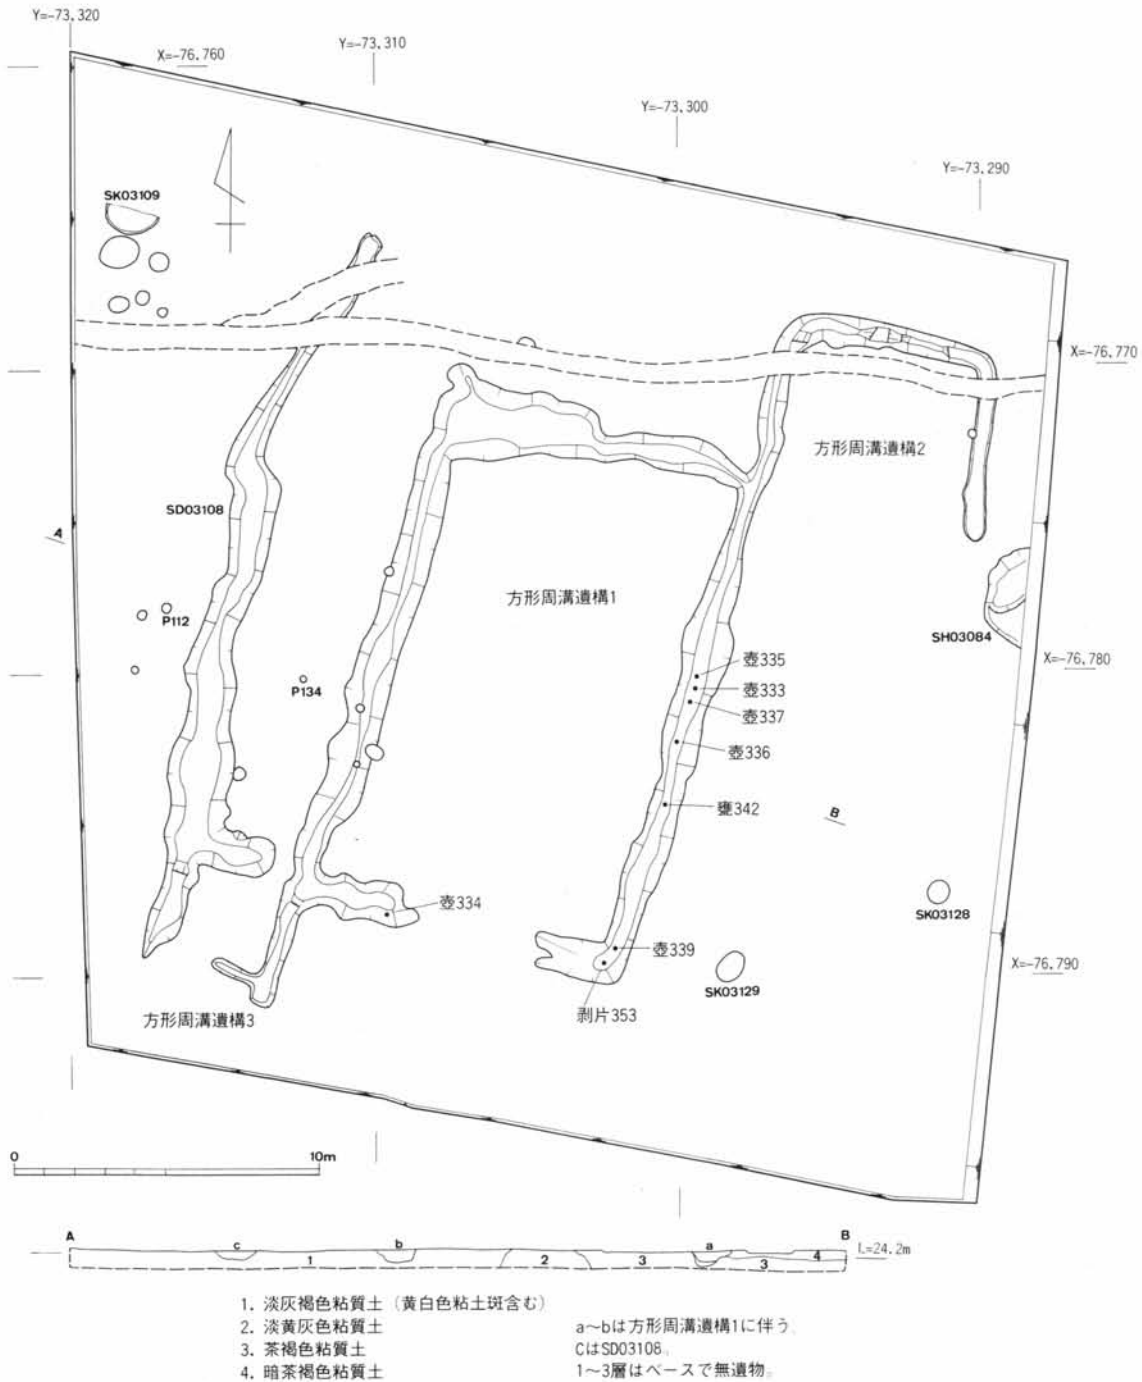 Y=-73,320
Y=-73,310
X=-76,760
Y=-73,300
Y=-73,290
SK03109
X=-76,770
方形周溝遺構2
SD03108
A
方形周溝遺構1
P112
SH03084
壺335
X=-76,780
P134
壺333
壺337
壺336
甕342
B
壺334
SK03128
壺339
X=-76,790
SK03129
剥片353
方形周溝遺構3
0 10m
A B
c b a L=24.2m
1 2 3 3 4
1. 淡灰褐色粘質土（黄白色粘土斑含む）
2. 淡黄灰色粘質土 a~bは方形周溝遺構1に伴う。
3. 茶褐色粘質土 CはSD03108。
4. 暗茶褐色粘質土 1~3層はベースで無遺物。